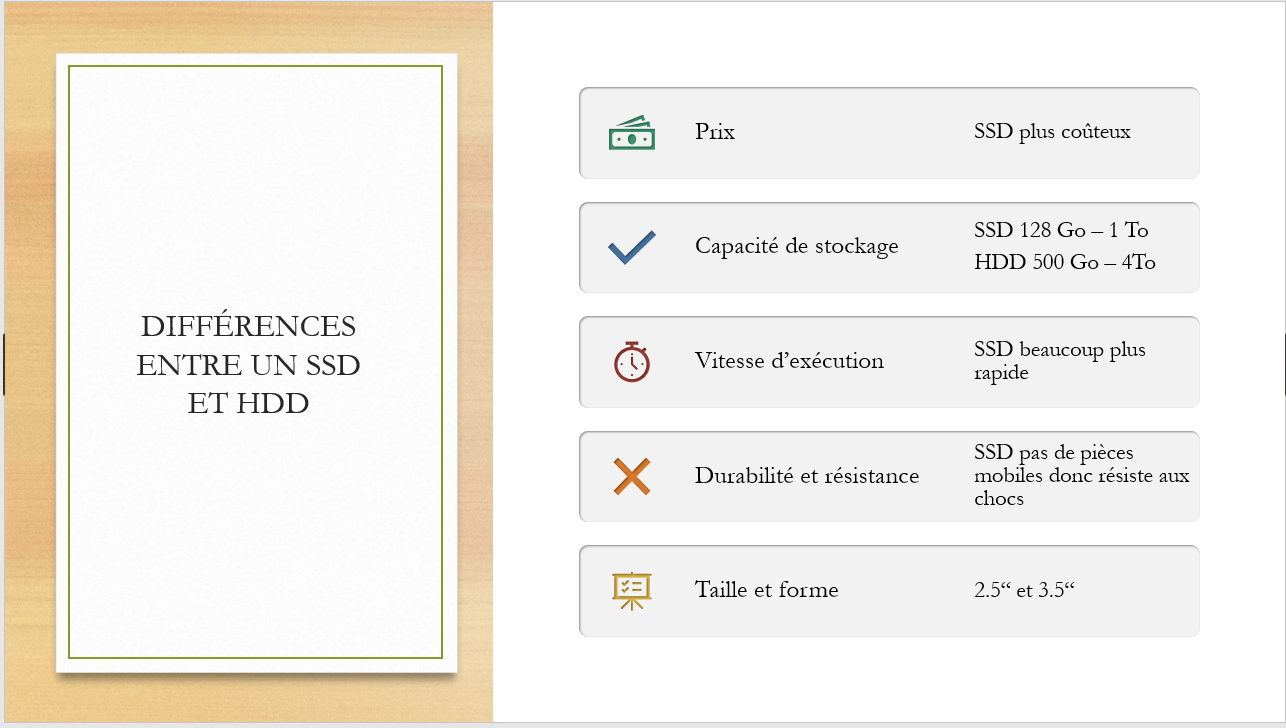 DIFFÉRENCES
ENTRE UN SSD
ET HDD
Prix
SSD plus coûteux
Capacité de stockage
SSD 128 Go – 1 To
HDD 500 Go – 4To
Vitesse d’exécution
SSD beaucoup plus
rapide
Durabilité et résistance
SSD pas de pièces
mobiles donc résiste aux
chocs
Taille et forme
2.5“ et 3.5“